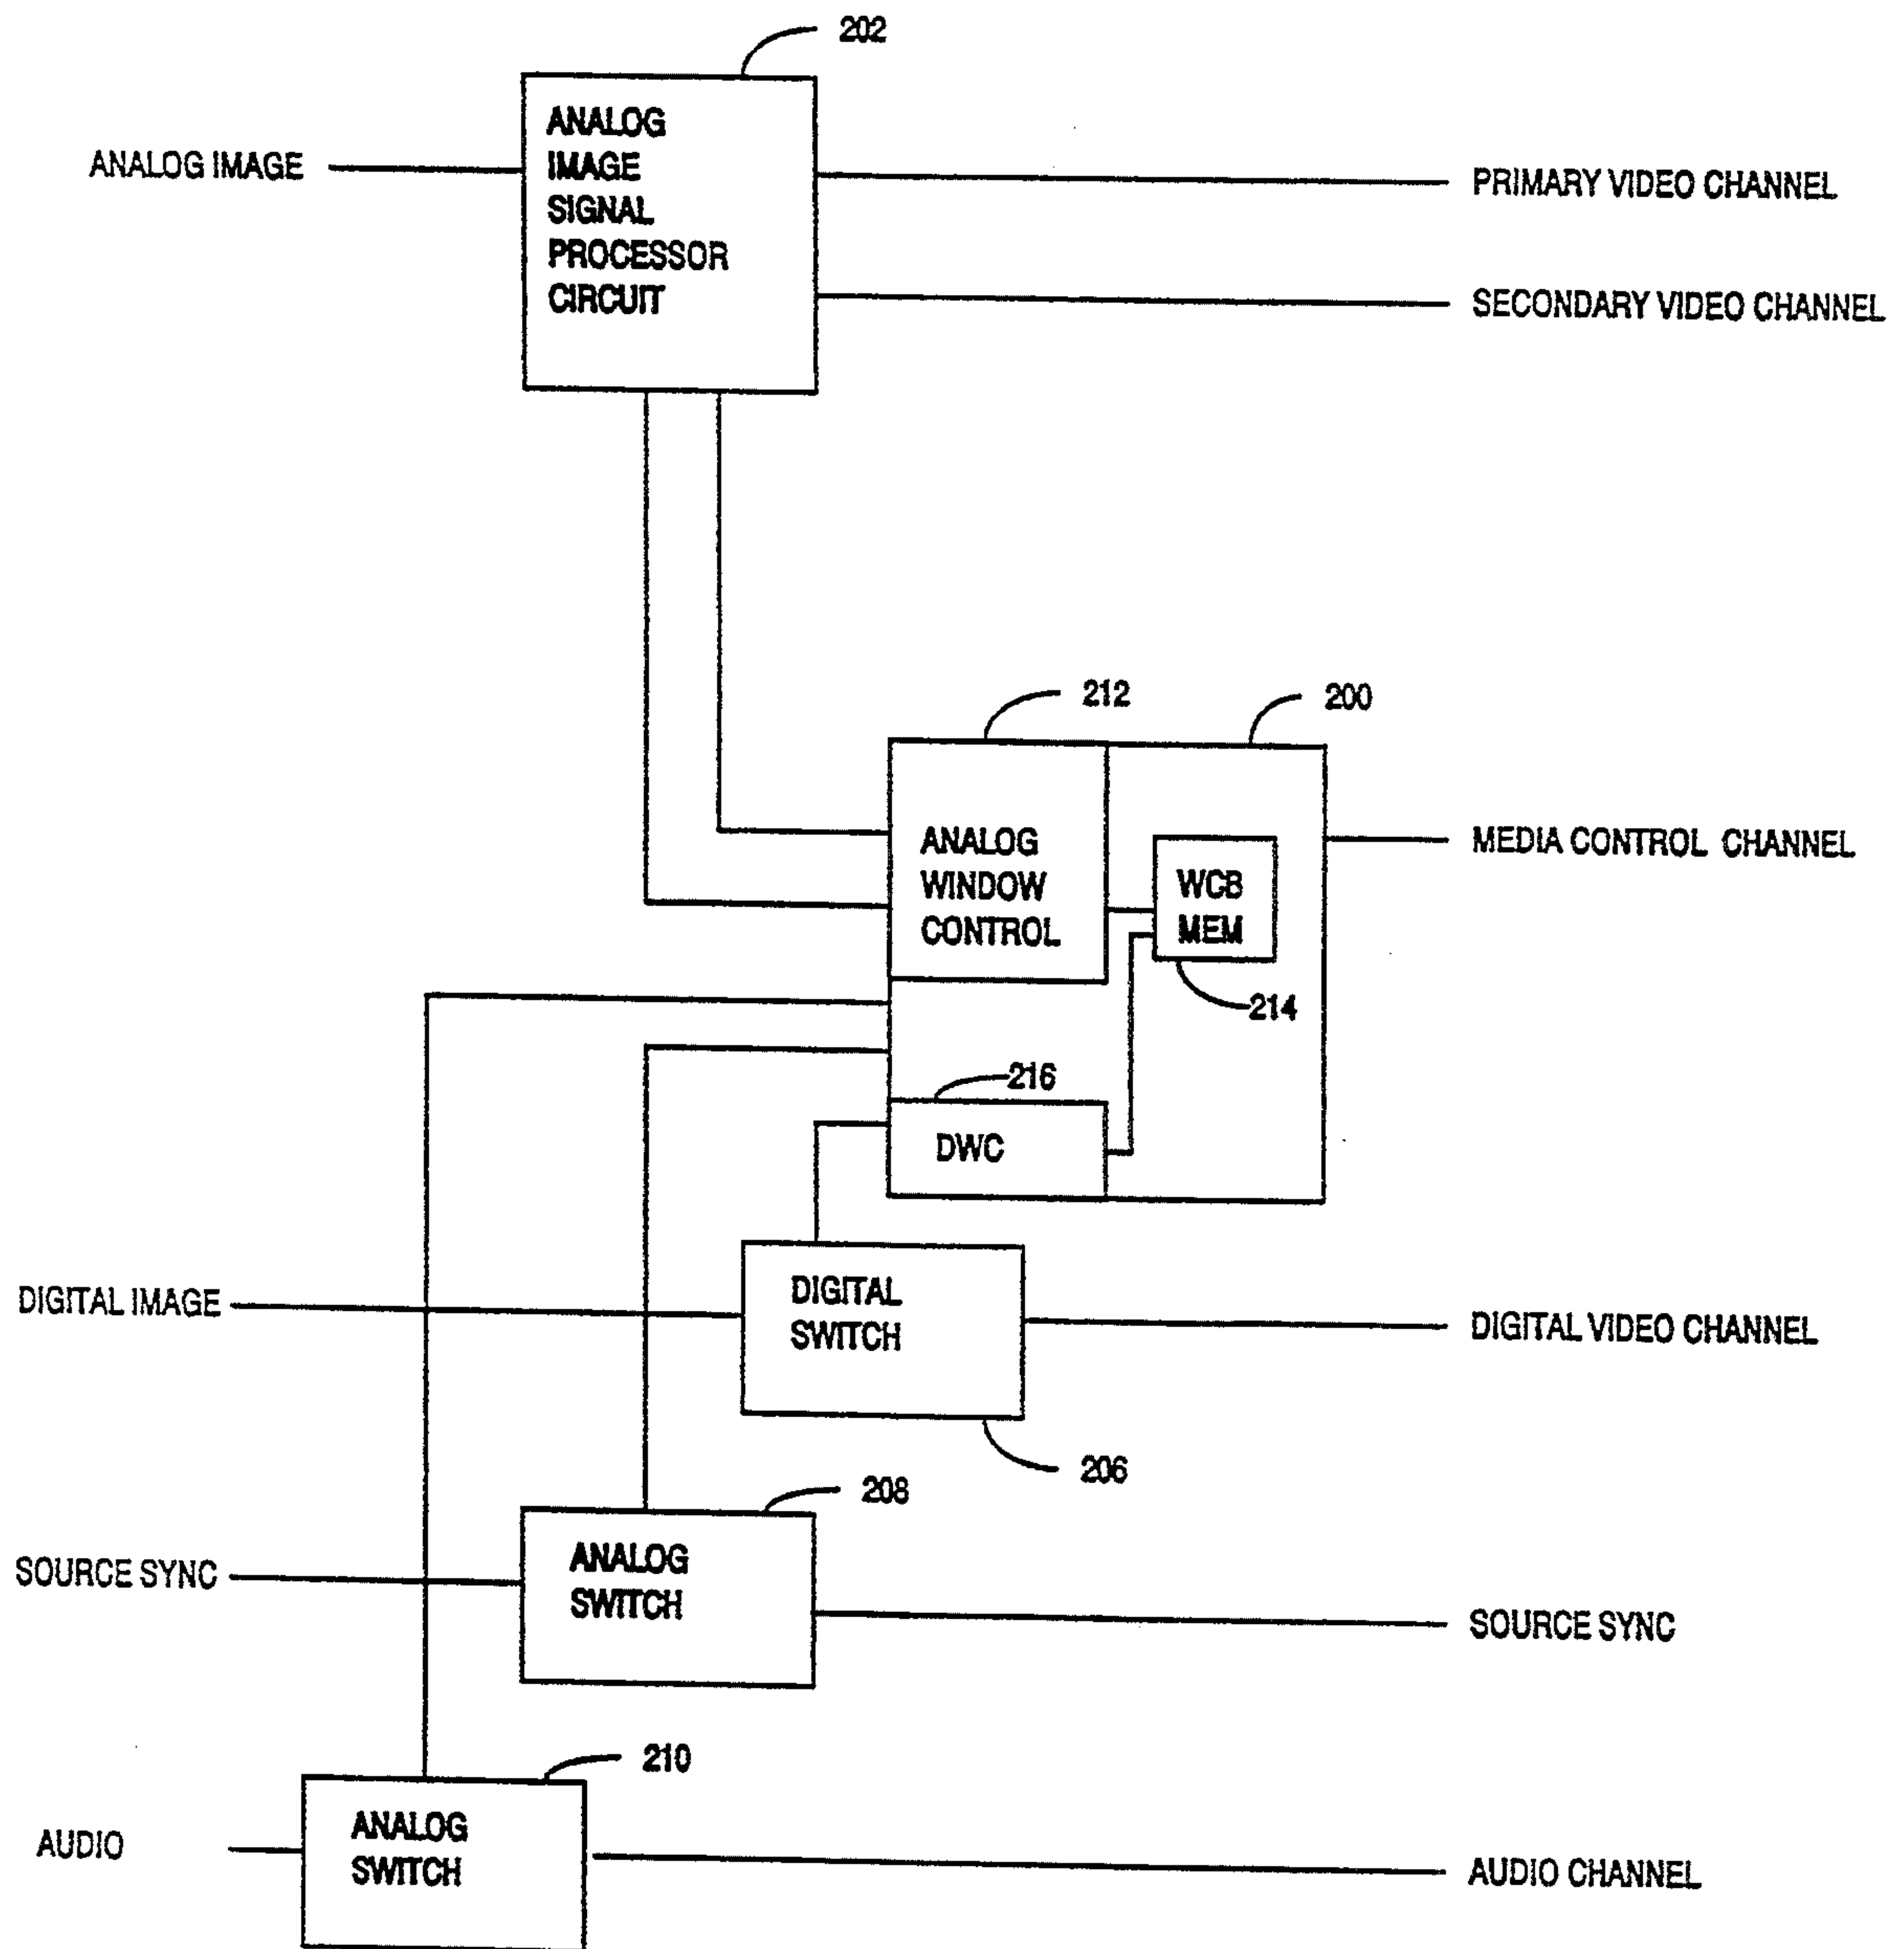 202
ANALOG IMAGE
ANALOG
IMAGE
SIGNAL
PROCESSOR
CIRCUIT
PRIMARY VIDEO CHANNEL
SECONDARY VIDEO CHANNEL
212
200
ANALOG
WINDOW
CONTROL
WCB
MEM
MEDIA CONTROL CHANNEL
214
216
DWC
DIGITAL IMAGE
DIGITAL
SWITCH
DIGITAL VIDEO CHANNEL
206
208
SOURCE SYNC
ANALOG
SWITCH
SOURCE SYNC
210
AUDIO
ANALOG
SWITCH
AUDIO CHANNEL